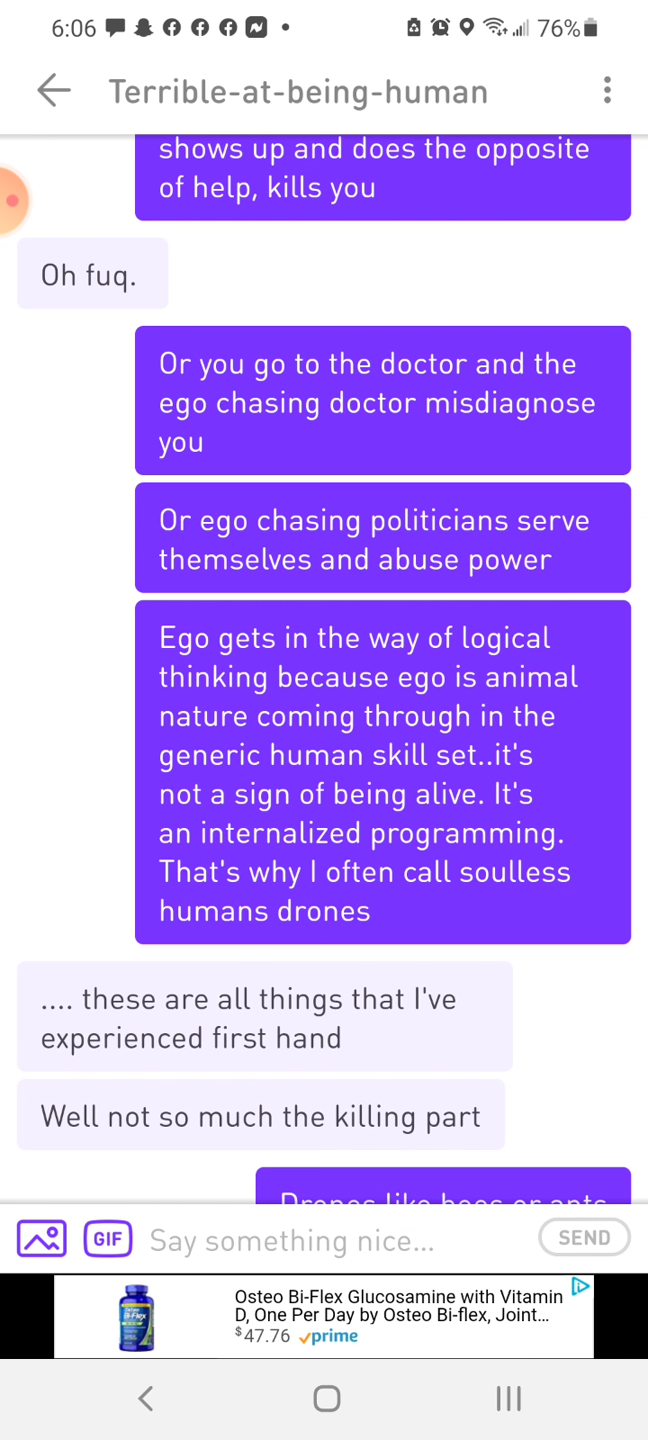 6:06
76%
Terrible-at-being-human
shows up and does the opposite
of help, kills you
Oh fuq.
Or you go to the doctor and the
ego chasing doctor misdiagnose
you
Or ego chasing politicians serve
themselves and abuse power
Ego gets in the way of logical
thinking because ego is animal
nature coming through in the
generic human skill set..it's
not a sign of being alive. It's
an internalized programming.
That's why I often call soulless
humans drones
.... these are all things that I've
experienced first hand
Well not so much the killing part
Drones like bees or ants
GIF
Say something nice...
SEND
Osteo Bi-Flex Glucosamine with Vitamin
D, One Per Day by Osteo Bi-flex, Joint...
$47.76 prime